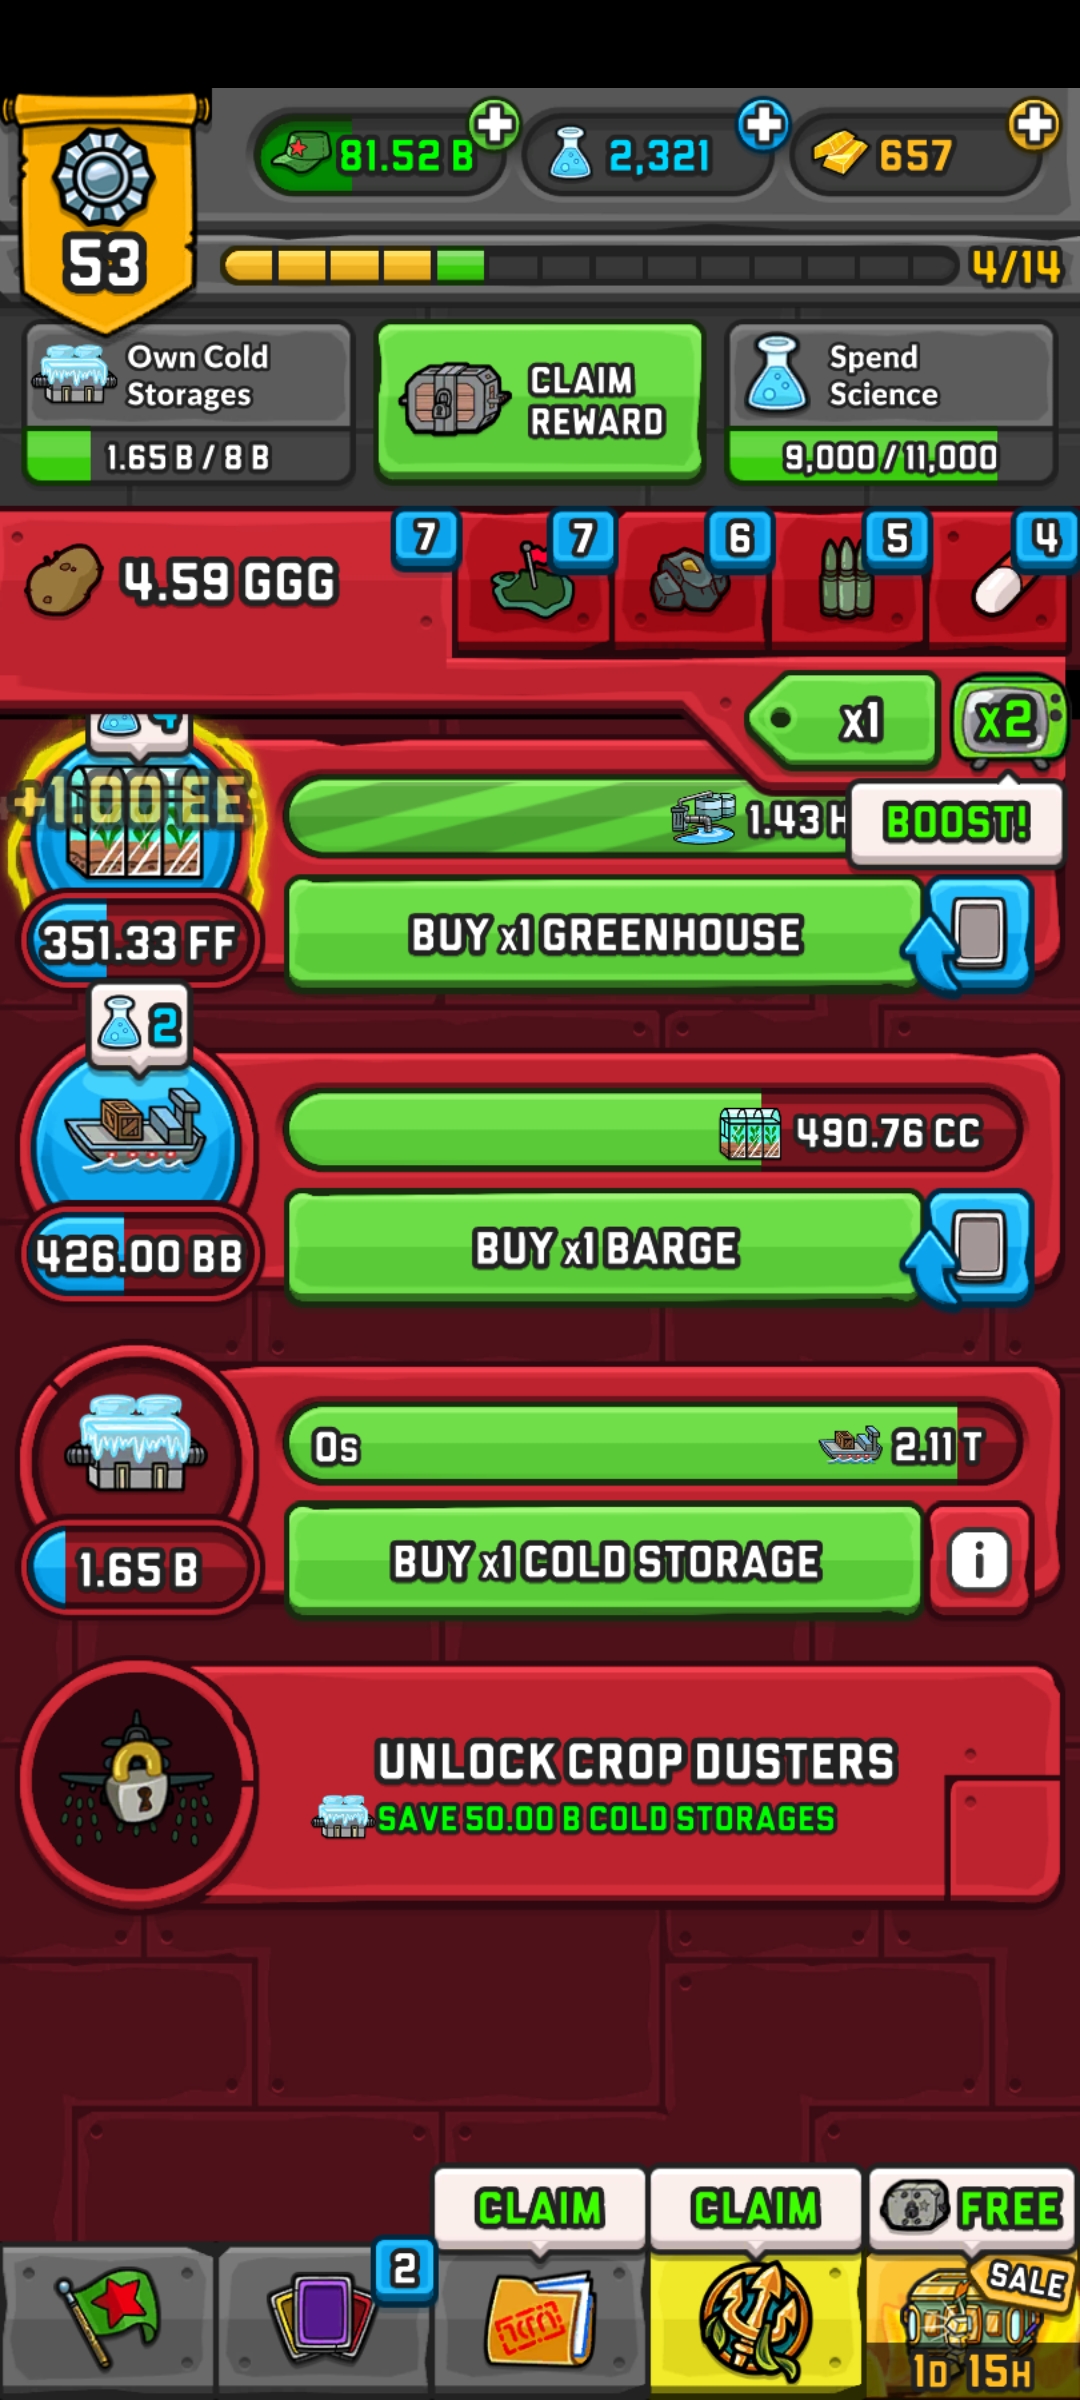 81.52 B
2,321
657
53
4/14
Own Cold
Storages
1.65 B / 8 B
CLAIM
REWARD
Spend
Science
9,000 / 11,000
4.59 GGG
7
7
6
5
4
x1
x2
BOOST!
4
+1.00 EE
1.43 H
351.33 FF
BUY x1 GREENHOUSE
2
490.76 CC
426.00 BB
BUY x1 BARGE
0s
2.11 T
1.65 B
BUY x1 COLD STORAGE
i
UNLOCK CROP DUSTERS
SAVE 50.00 B COLD STORAGES
CLAIM
CLAIM
FREE
2
SALE
1D 15H